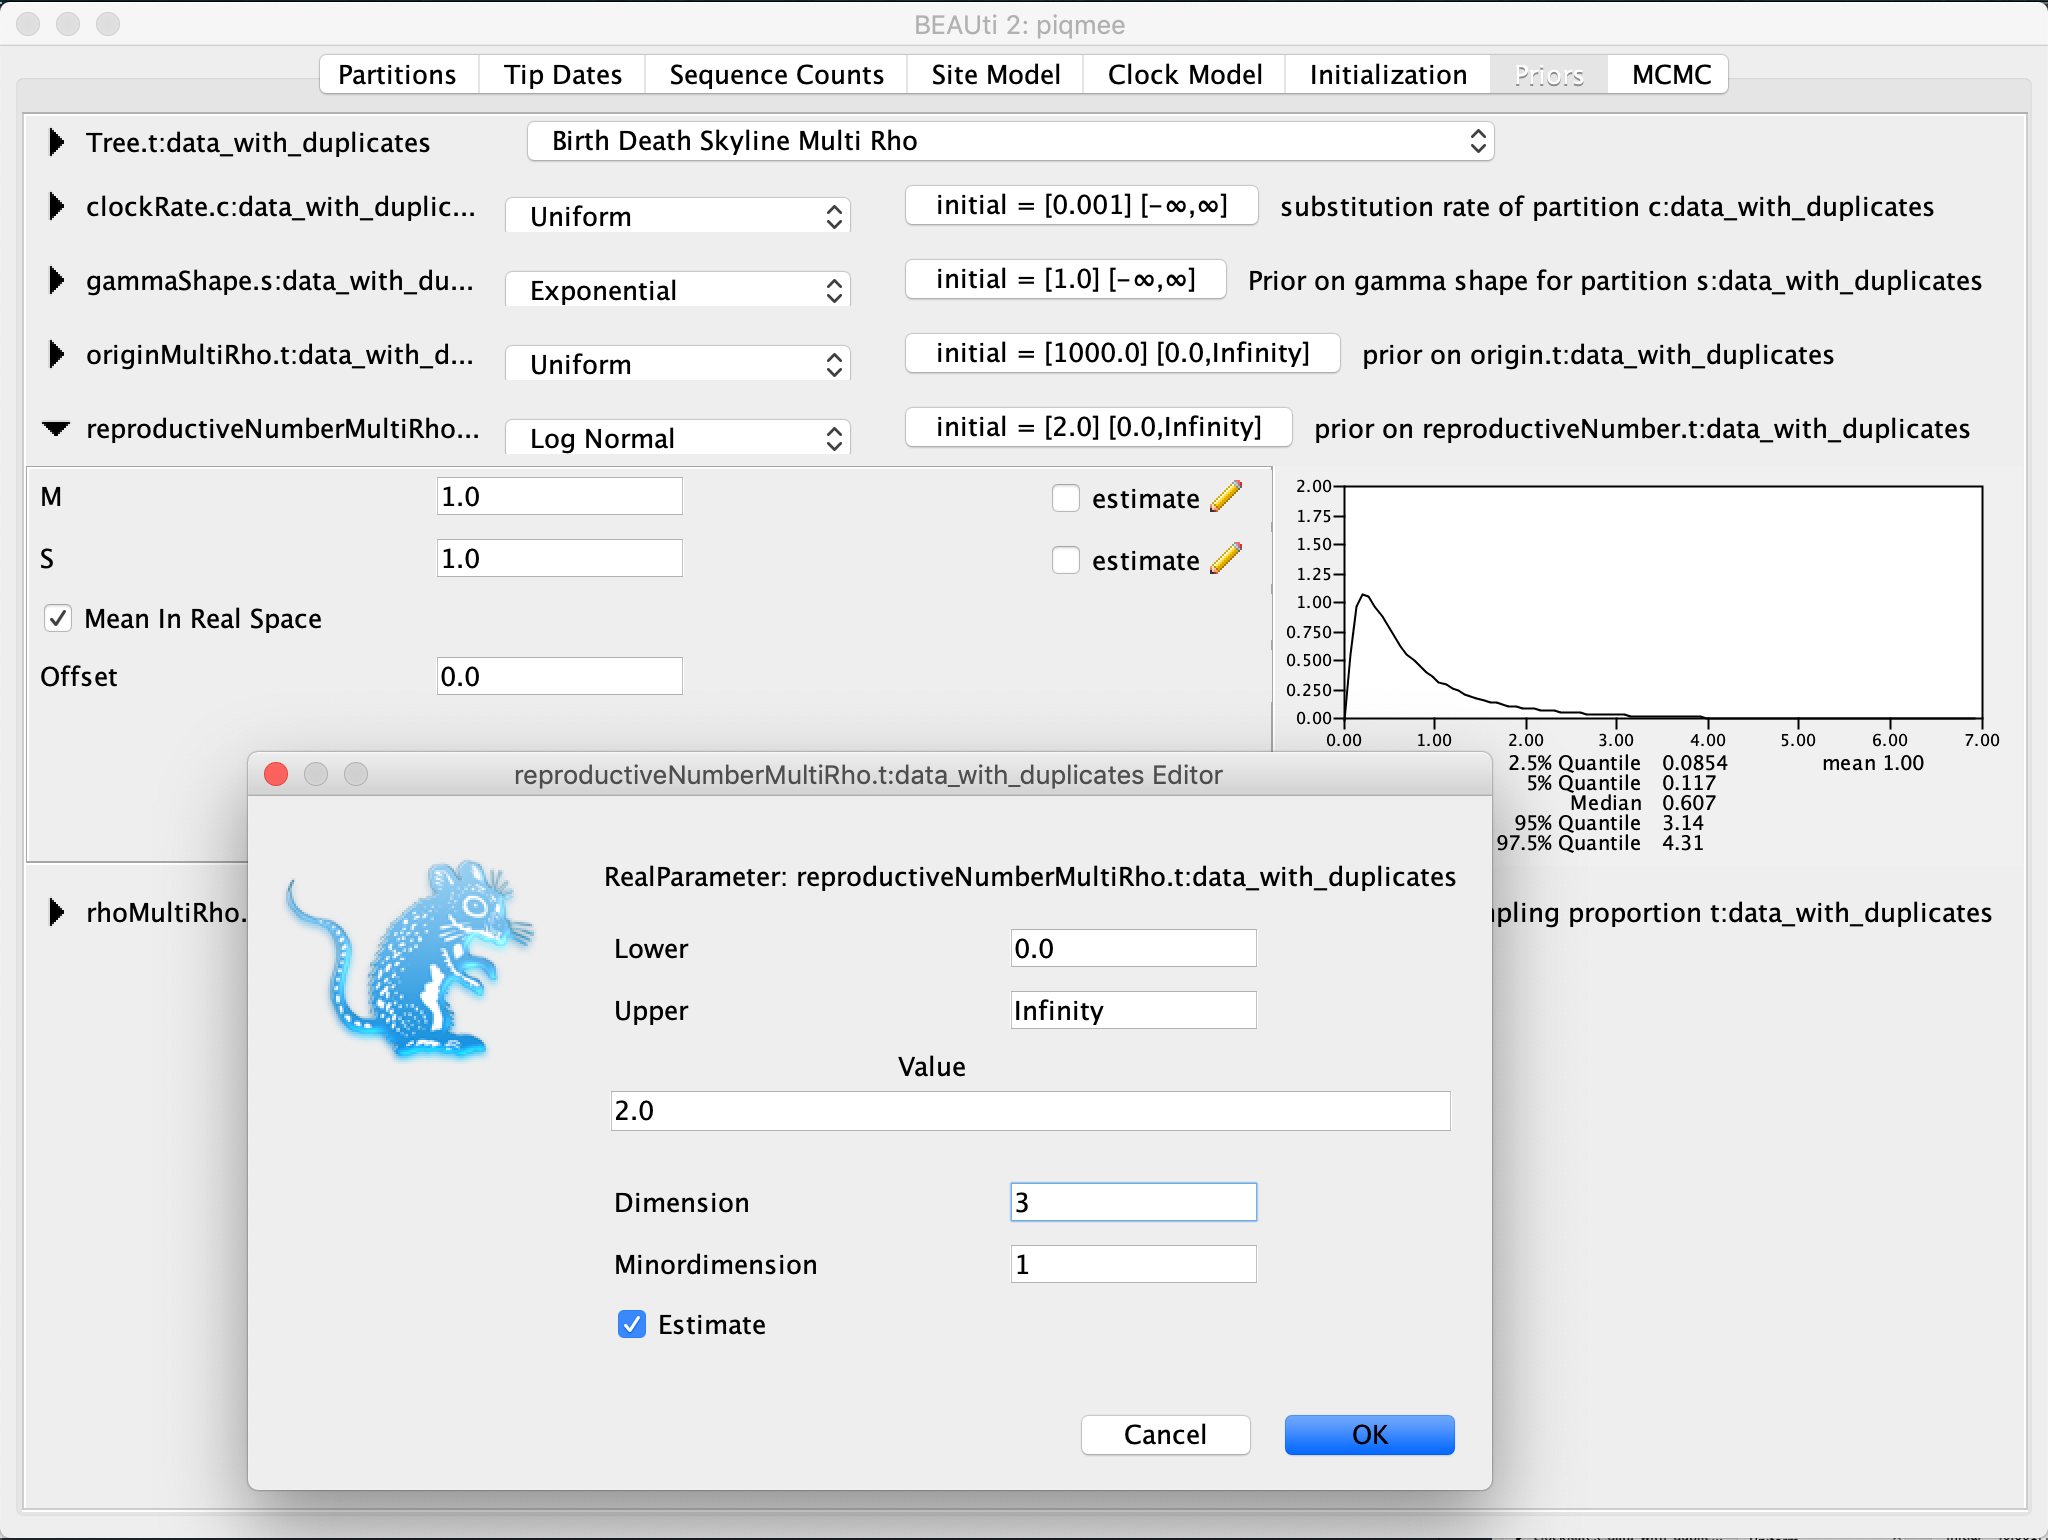 BEAUti 2: piqmee
Partitions Tip Dates Sequence Counts Site Model Clock Model Initialization Priors MCMC
Tree.t:data_with_duplicates Birth Death Skyline Multi Rho
clockRate.c:data_with_duplic... Uniform initial = [0.001] [-∞,∞] substitution rate of partition c:data_with_duplicates
gammaShape.s:data_with_du... Exponential initial = [1.0] [-∞,∞] Prior on gamma shape for partition s:data_with_duplicates
originMultiRho.t:data_with_d... Uniform initial = [1000.0] [0.0,Infinity] prior on origin.t:data_with_duplicates
reproductiveNumberMultiRho... Log Normal initial = [2.0] [0.0,Infinity] prior on reproductiveNumber.t:data_with_duplicates
M 1.0 estimate
S 1.0 estimate
Mean In Real Space
Offset 0.0
2.00
1.75
1.50
1.25
1.00
0.750
0.500
0.250
0.00
0.00 1.00 2.00 3.00 4.00 5.00 6.00 7.00
2.5% Quantile 0.0854 mean 1.00
5% Quantile 0.117
Median 0.607
95% Quantile 3.14
97.5% Quantile 4.31
rhoMultiRho. proportion t:data_with_duplicates
reproductiveNumberMultiRho.t:data_with_duplicates Editor
RealParameter: reproductiveNumberMultiRho.t:data_with_duplicates
Lower 0.0
Upper Infinity
Value
2.0
Dimension 3
Minordimension 1
Estimate
Cancel OK